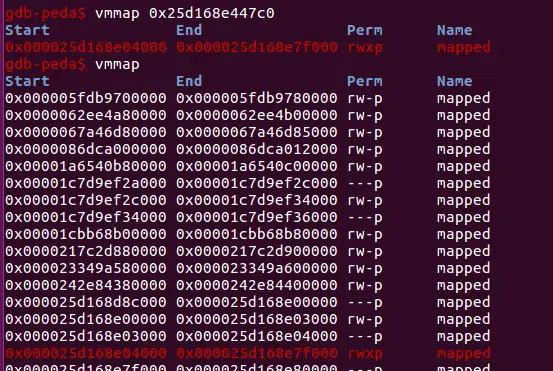 gdb-peda$ vmmap 0x25d168e447c0
Start End Perm Name
0x000025d168e04000 0x000025d168e7f000 rwxp mapped
gdb-peda$ vmmap
Start End Perm Name
0x000005fdb9700000 0x000005fdb9780000 rw-p mapped
0x0000062ee4a80000 0x0000062ee4b00000 rw-p mapped
0x0000067a46d80000 0x0000067a46d85000 rw-p mapped
0x0000086dca000000 0x0000086dca012000 rw-p mapped
0x00001a6540b80000 0x00001a6540c00000 rw-p mapped
0x00001c7d9ef2a000 0x00001c7d9ef2c000 ---p mapped
0x00001c7d9ef2c000 0x00001c7d9ef34000 rw-p mapped
0x00001c7d9ef34000 0x00001c7d9ef36000 ---p mapped
0x00001cbb68b00000 0x00001cbb68b80000 rw-p mapped
0x0000217c2d880000 0x0000217c2d900000 rw-p mapped
0x000023349a580000 0x000023349a600000 rw-p mapped
0x0000242e84380000 0x0000242e84400000 rw-p mapped
0x000025d168d8c000 0x000025d168e00000 ---p mapped
0x000025d168e00000 0x000025d168e03000 rw-p mapped
0x000025d168e03000 0x000025d168e04000 ---p mapped
0x000025d168e04000 0x000025d168e7f000 rwxp mapped
0x000025d168e7f000 0x000025d168e80000 ---p mapped